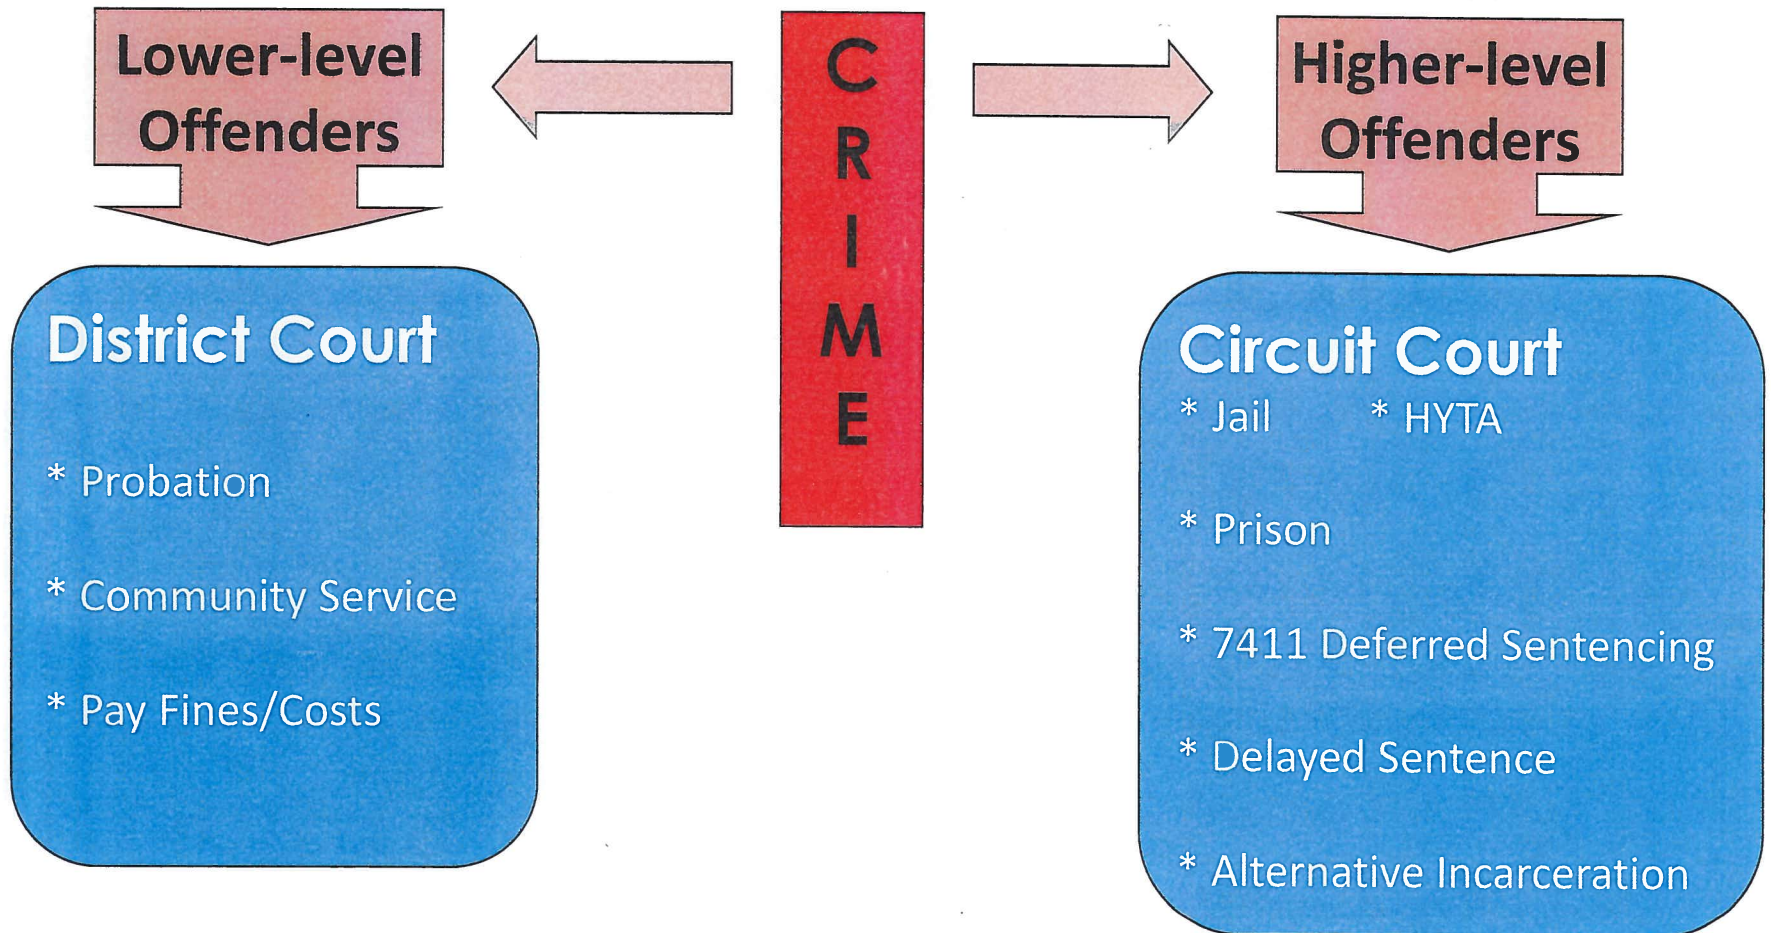 Lower-level
Offenders
CRIME
Higher-level
Offenders
District Court
* Probation
* Community Service
* Pay Fines/Costs
Circuit Court
* Jail * HYTA
* Prison
* 7411 Deferred Sentencing
* Delayed Sentence
* Alternative Incarceration